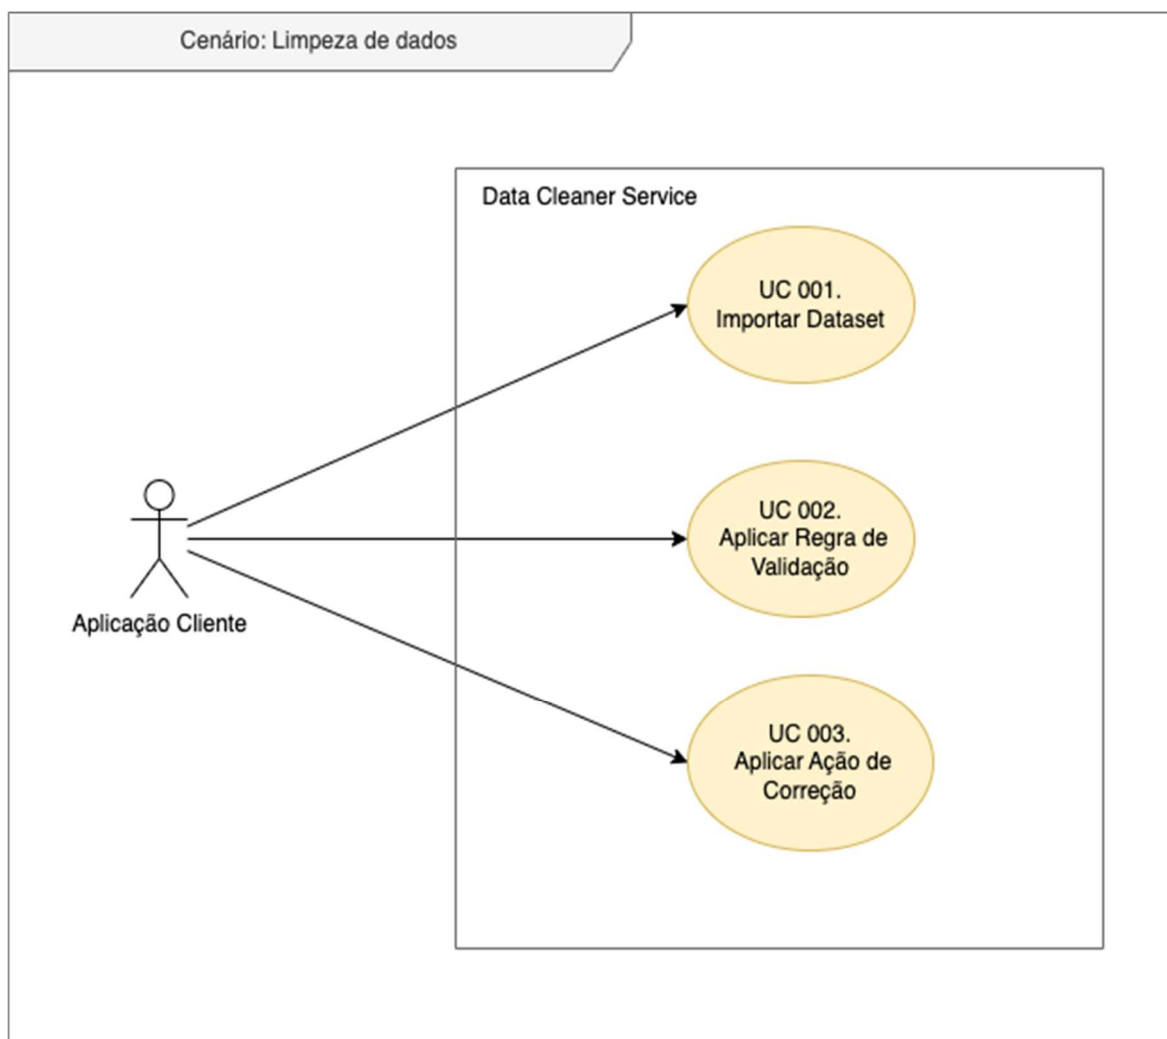 Cenário: Limpeza de dados
Data Cleaner Service
UC 001.
Importar Dataset
UC 002.
Aplicar Regra de
Validação
Aplicação Cliente
UC 003.
Aplicar Ação de
Correção